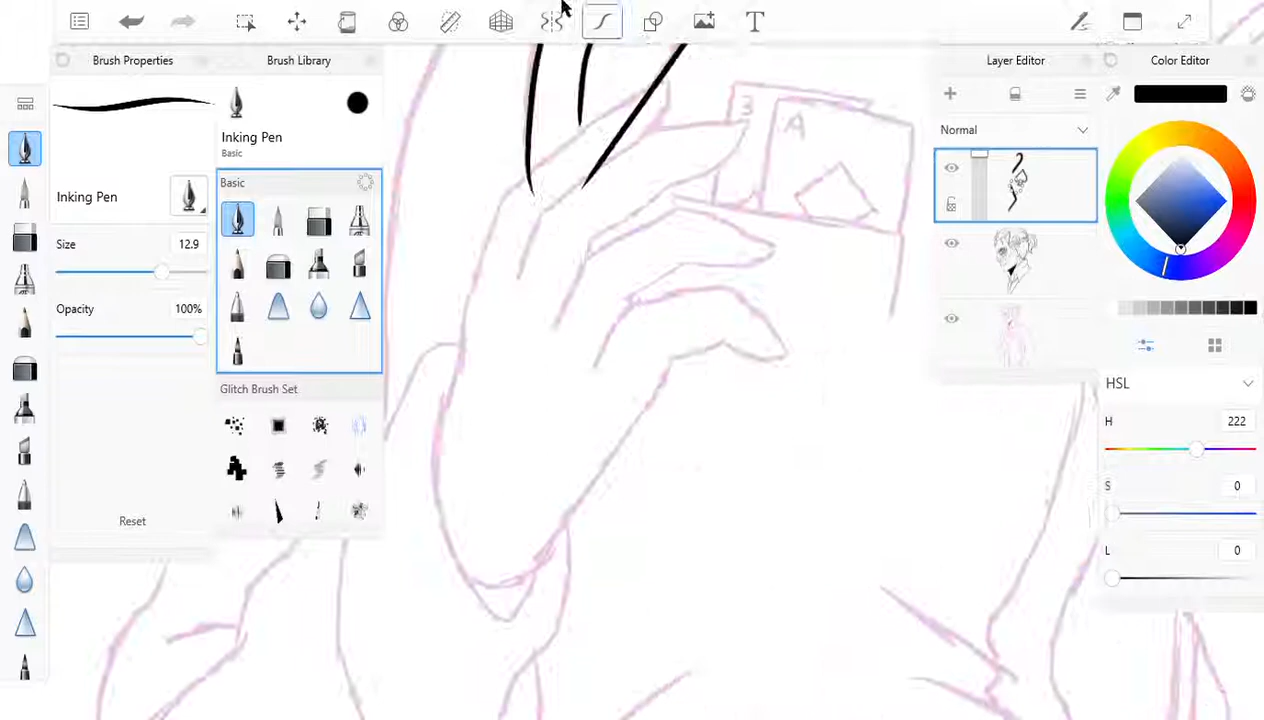 T
Brush Properties
Brush Library
Layer Editor
Color Editor
Inking Pen
Basic
Normal
Basic
Inking Pen
Size
12.9
Opacity
100%
Glitch Brush Set
Reset
3
A
HSL
H
222
S
0
L
0